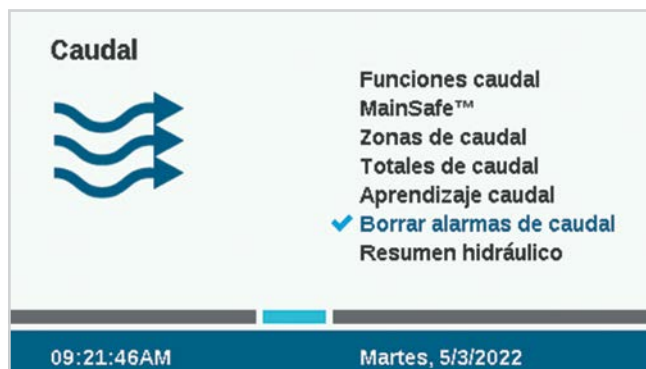 Caudal
Funciones caudal
MainSafe™
Zonas de caudal
Totales de caudal
Aprendizaje caudal
Borrar alarmas de caudal
Resumen hidráulico
09:21:46AM
Martes, 5/3/2022